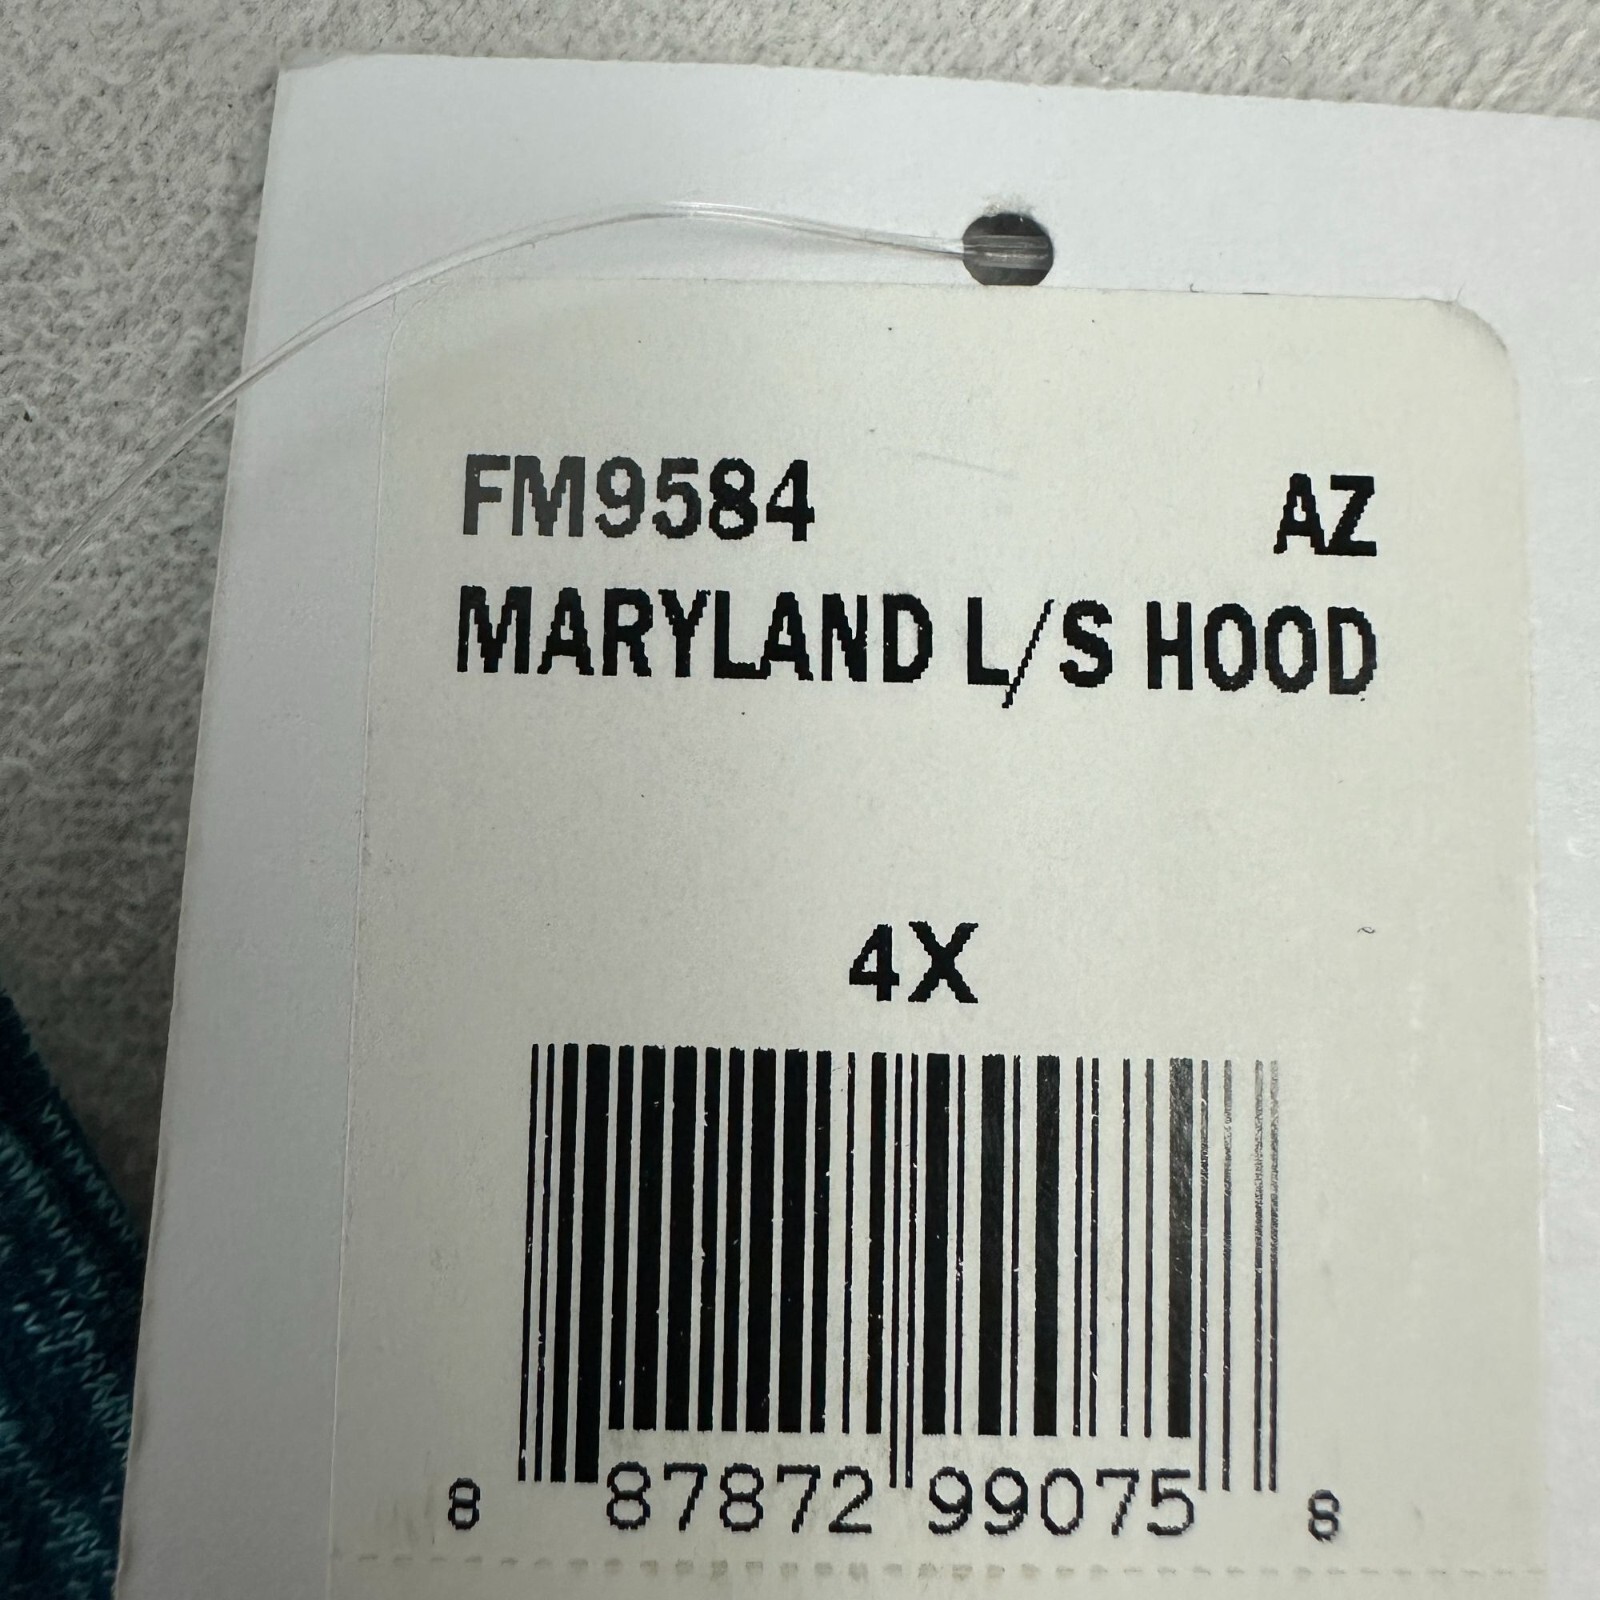 FM9584 AZ
MARYLAND L/S HOOD
4X
8 87872 99075 8